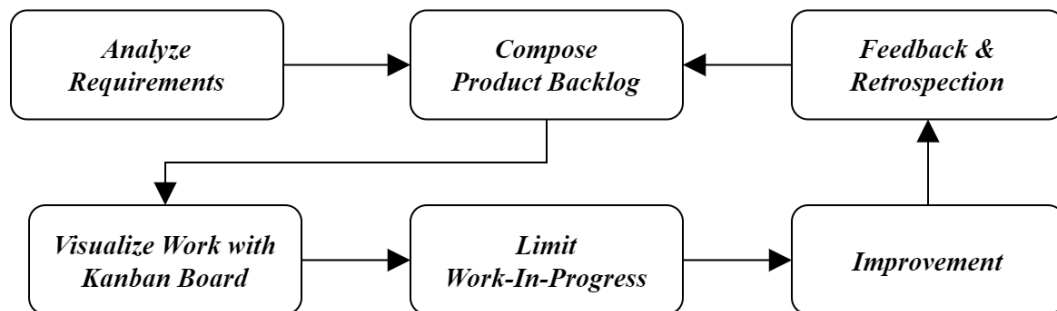 Analyze
Requirements
Compose
Product Backlog
Feedback &
Retrospection
Visualize Work with
Kanban Board
Limit
Work-In-Progress
Improvement